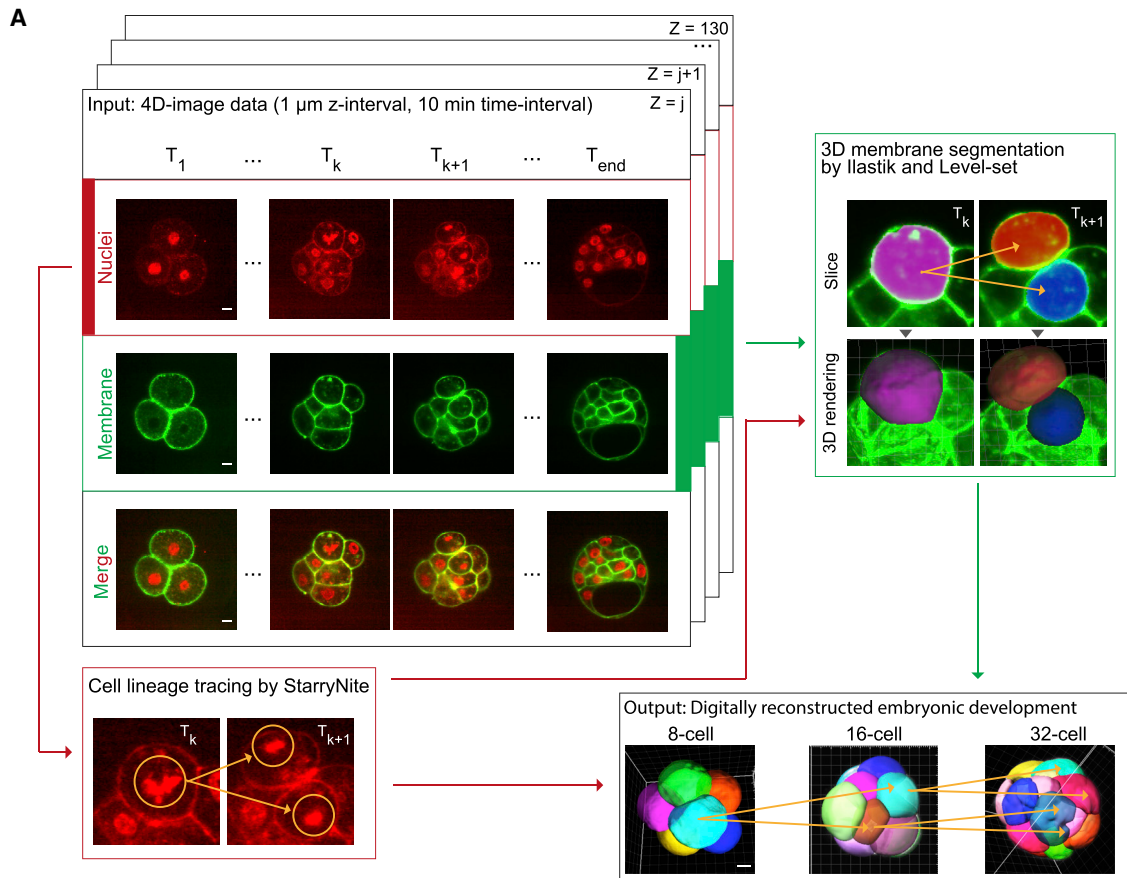 A
Z = 130
...
Z = j+1
Z = j
Input: 4D-image data (1 µm z-interval, 10 min time-interval)
T1 ... Tk Tk+1 ... Tend
Nuclei
... ...
Membrane
... ...
Merge
... ...
3D membrane segmentation
by Ilastik and Level-set
Slice
Tk
Tk+1
3D rendering
Cell lineage tracing by StarryNite
Tk
Tk+1
Output: Digitally reconstructed embryonic development
8-cell 16-cell 32-cell